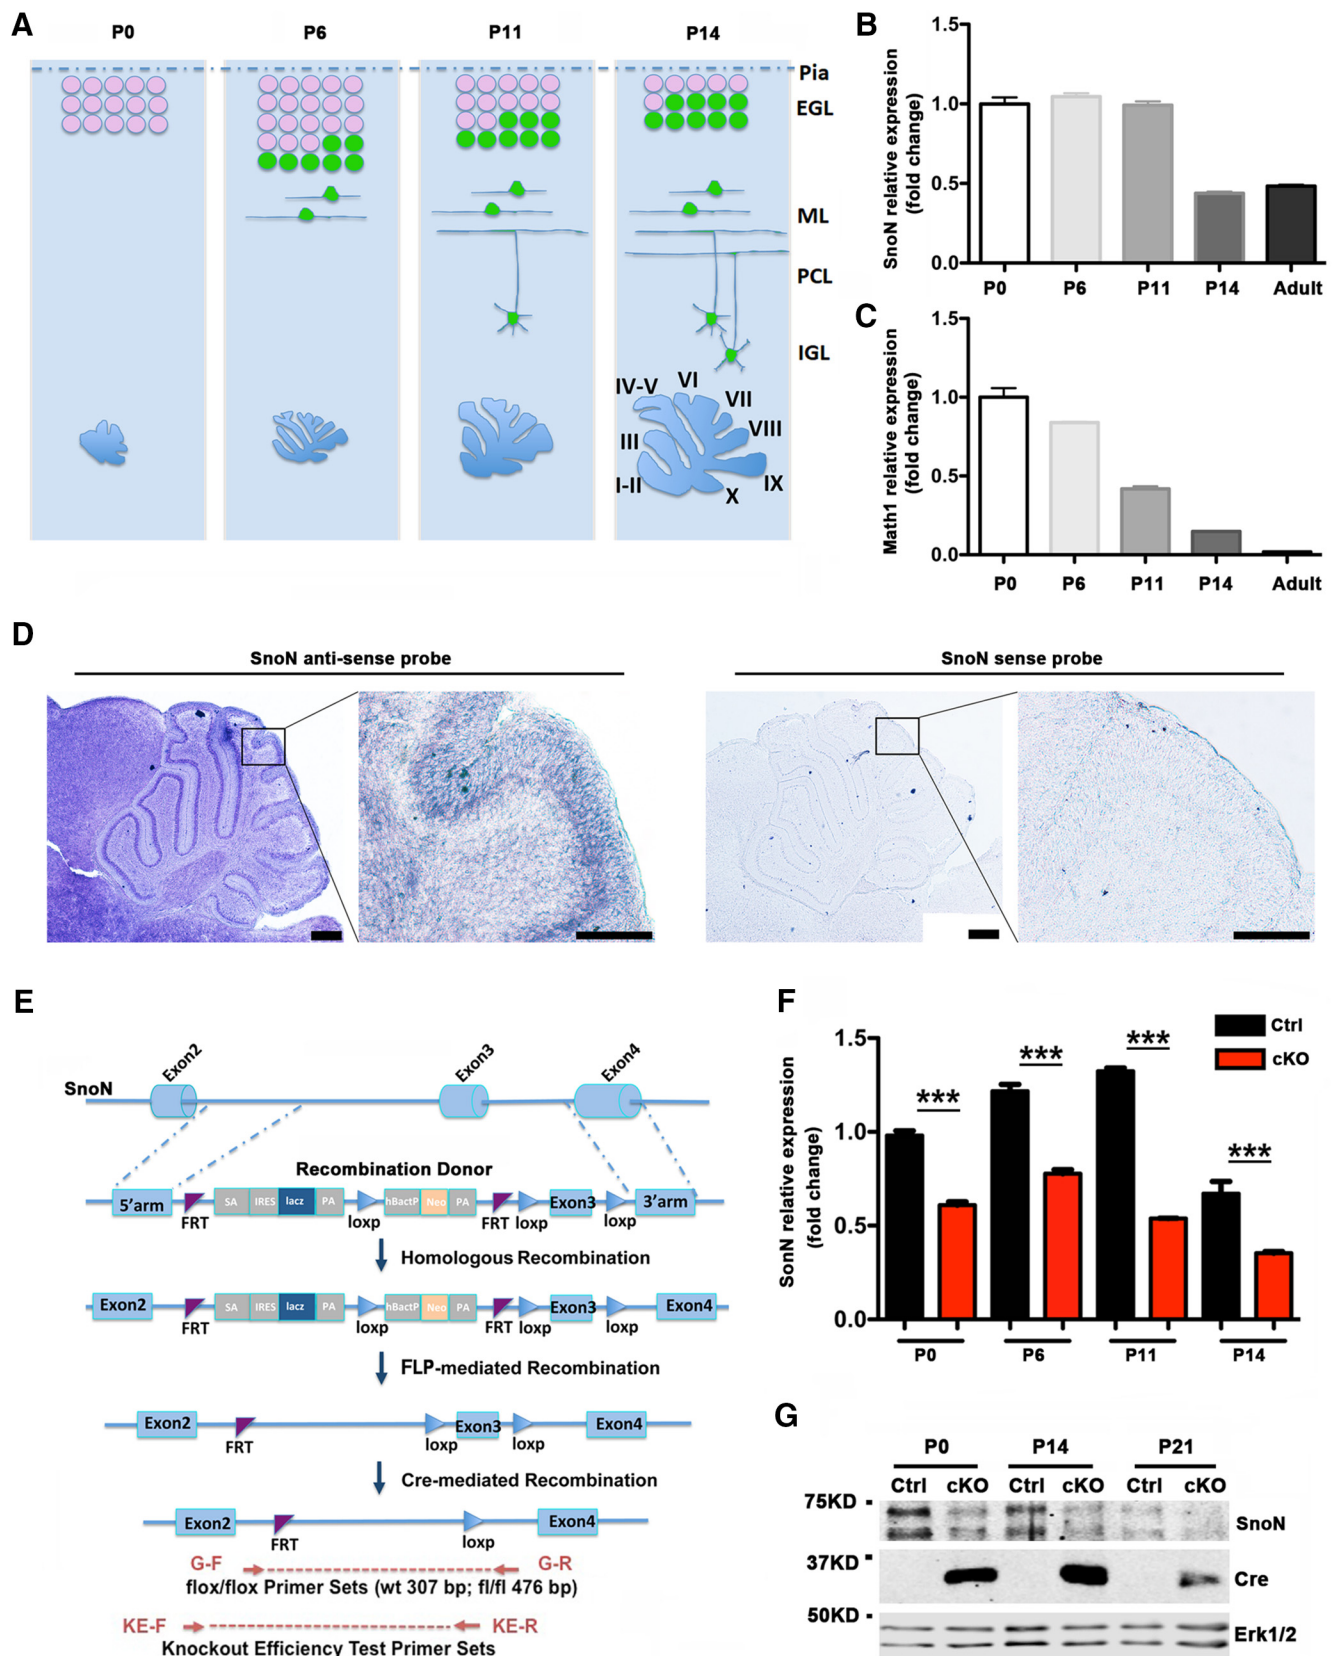 A
P0
P6
P11
P14
Pia
EGL
ML
PCL
IGL
IV-V
VI
VII
VIII
III
I-II
IX
X
B
SnoN relative expression
(fold change)
1.5
1.0
0.5
0.0
P0
P6
P11
P14
Adult
C
Math1 relative expression
(fold change)
1.5
1.0
0.5
0.0
P0
P6
P11
P14
Adult
D
SnoN anti-sense probe
SnoN sense probe
E
SnoN
Exon2
Exon3
Exon4
Recombination Donor
5'arm
FRT
SA
IRES
lacz
PA
loxp
hBactP
Neo
PA
FRT
loxp
Exon3
loxp
3'arm
Homologous Recombination
Exon2
FRT
SA
IRES
lacz
PA
loxp
hBactP
Neo
PA
FRT
loxp
Exon3
loxp
Exon4
FLP-mediated Recombination
Exon2
FRT
loxp
Exon3
loxp
Exon4
Cre-mediated Recombination
Exon2
FRT
loxp
Exon4
G-F
G-R
flox/flox Primer Sets (wt 307 bp; fl/fl 476 bp)
KE-F
KE-R
Knockout Efficiency Test Primer Sets
F
SonN relative expression
(fold change)
1.5
1.0
0.5
0.0
Ctrl
cKO
***
***
***
***
P0
P6
P11
P14
G
P0
P14
P21
Ctrl
cKO
Ctrl
cKO
Ctrl
cKO
75KD
SnoN
37KD
Cre
50KD
Erk1/2